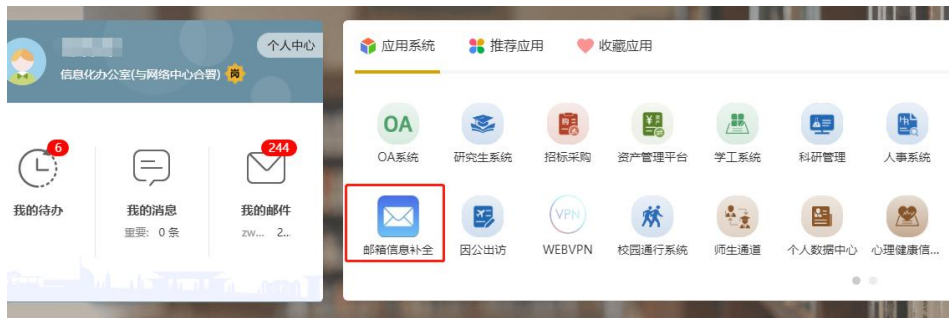 个人中心
信息化办公室(与网络中心合署) 岗
6
244
我的待办
我的消息
我的邮件
重要: 0 条
zw... 2...
应用系统
推荐应用
收藏应用
OA
OA系统
研究生系统
招标采购
资产管理平台
学工系统
科研管理
人事系统
VPN
邮箱信息补全
因公出访
WEBVPN
校园通行系统
师生通道
个人数据中心
心理健康信...